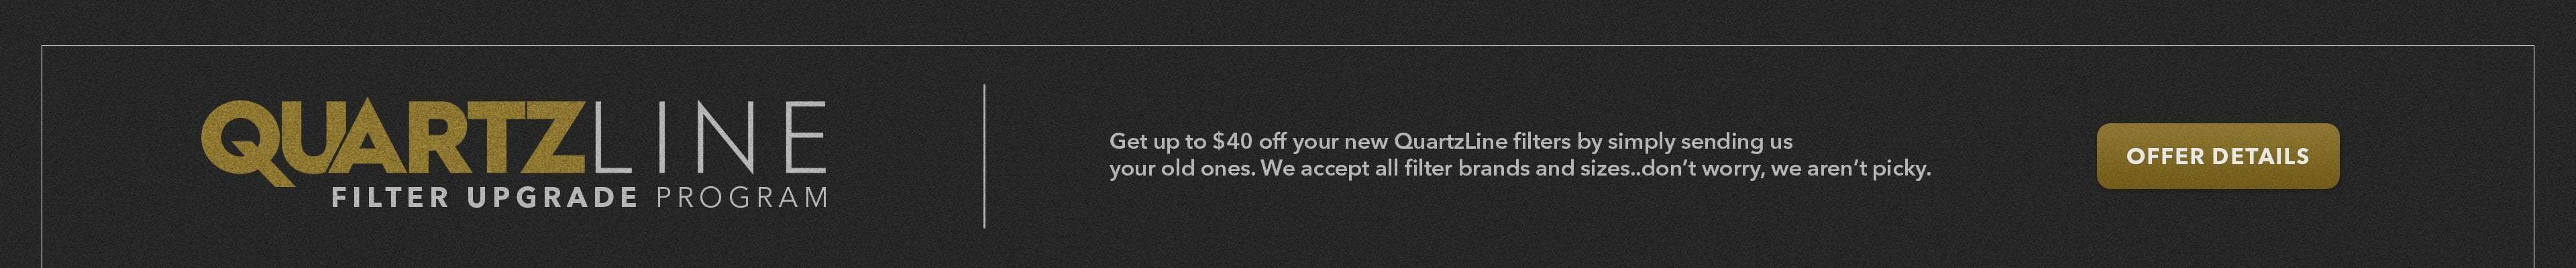 QUARTZLINE
FILTER UPGRADE PROGRAM
Get up to $40 off your new QuartzLine filters by simply sending us
your old ones. We accept all filter brands and sizes..don’t worry, we aren’t picky.
OFFER DETAILS